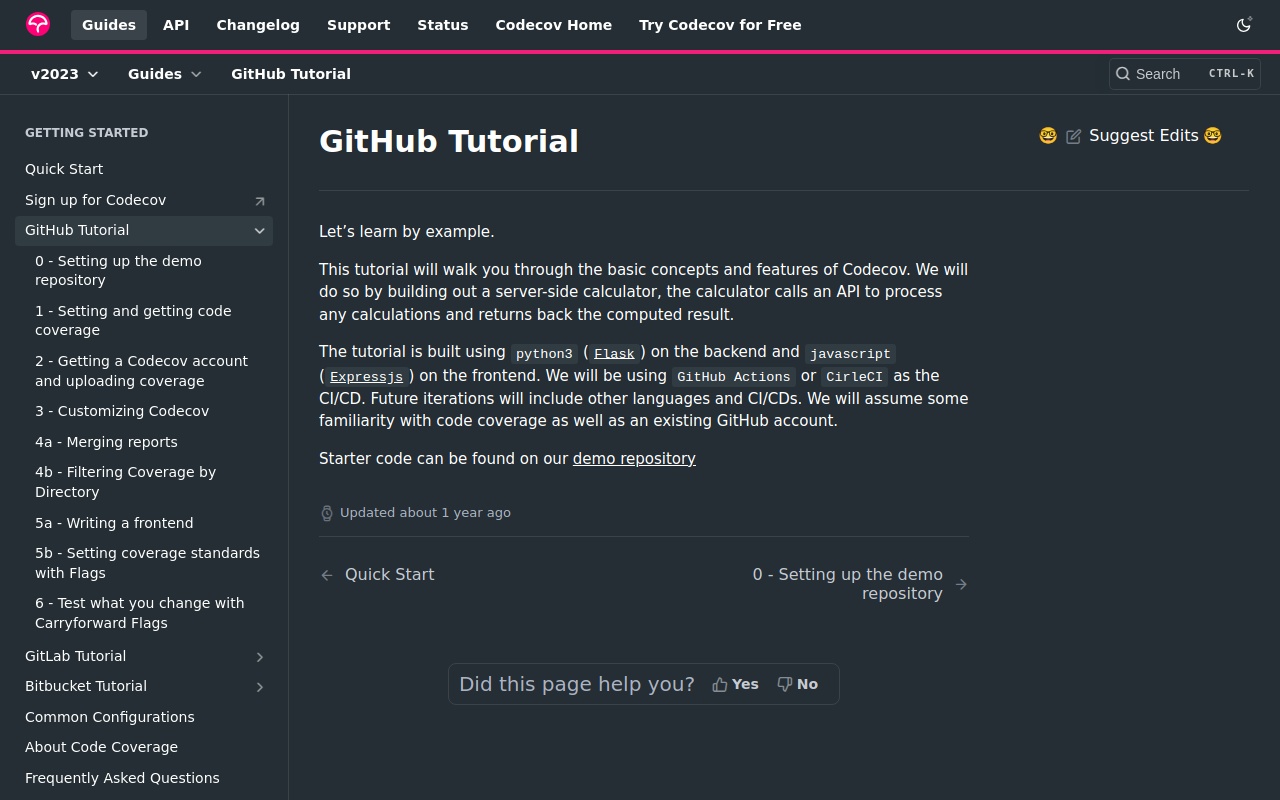 Guides API Changelog Support Status Codecov Home Try Codecov for Free
v2023 Guides GitHub Tutorial Search CTRL-K
GETTING STARTED
Quick Start
Sign up for Codecov
GitHub Tutorial
0 - Setting up the demo
repository
1 - Setting and getting code
coverage
2 - Getting a Codecov account
and uploading coverage
3 - Customizing Codecov
4a - Merging reports
4b - Filtering Coverage by
Directory
5a - Writing a frontend
5b - Setting coverage standards
with Flags
6 - Test what you change with
Carryforward Flags
GitLab Tutorial
Bitbucket Tutorial
Common Configurations
About Code Coverage
Frequently Asked Questions
GitHub Tutorial
🤓 Suggest Edits 🤓
Let’s learn by example.
This tutorial will walk you through the basic concepts and features of Codecov. We will
do so by building out a server-side calculator, the calculator calls an API to process
any calculations and returns back the computed result.
The tutorial is built using python3 (Flask) on the backend and javascript
(Expressjs) on the frontend. We will be using GitHub Actions or CirleCI as the
CI/CD. Future iterations will include other languages and CI/CDs. We will assume some
familiarity with code coverage as well as an existing GitHub account.
Starter code can be found on our demo repository
Updated about 1 year ago
Quick Start
0 - Setting up the demo
repository
Did this page help you? Yes No